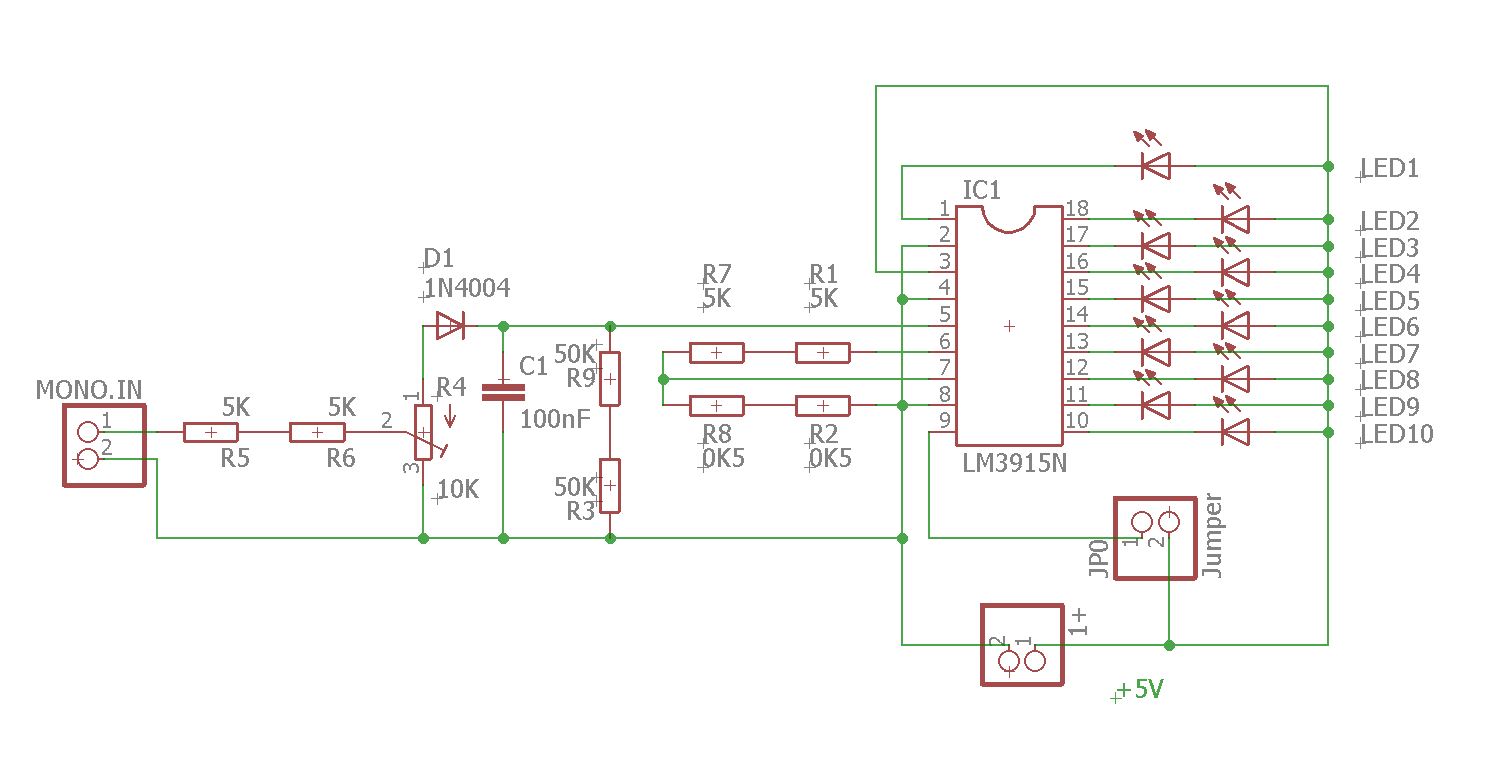 MONO.IN
1
2
5K
R5
5K
R6
D1
1N4004
1
2
3
R4
10K
C1
100nF
50K
R9
50K
R3
R7
5K
R1
5K
R8
0K5
R2
0K5
IC1
1
2
3
4
5
6
7
8
9
18
17
16
15
14
13
12
11
10
LM3915N
LED1
LED2
LED3
LED4
LED5
LED6
LED7
LED8
LED9
LED10
JP0
1
2
Jumper
2
1
1+
+5V